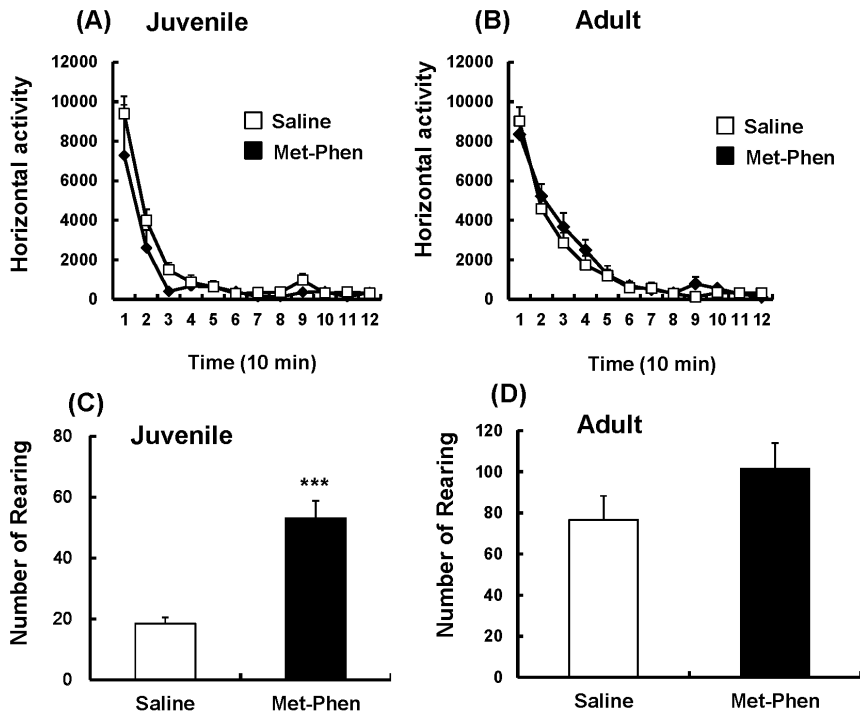 (A) Juvenile
Horizontal activity
12000
10000
8000
6000
4000
2000
0
Saline
Met-Phen
1 2 3 4 5 6 7 8 9 10 11 12
Time (10 min)
(B) Adult
Horizontal activity
12000
10000
8000
6000
4000
2000
0
Saline
Met-Phen
1 2 3 4 5 6 7 8 9 10 11 12
Time (10 min)
(C)
Juvenile
Number of Rearing
80
60
40
20
0
***
Saline Met-Phen
(D)
Adult
Number of Rearing
120
100
80
60
40
20
0
Saline Met-Phen